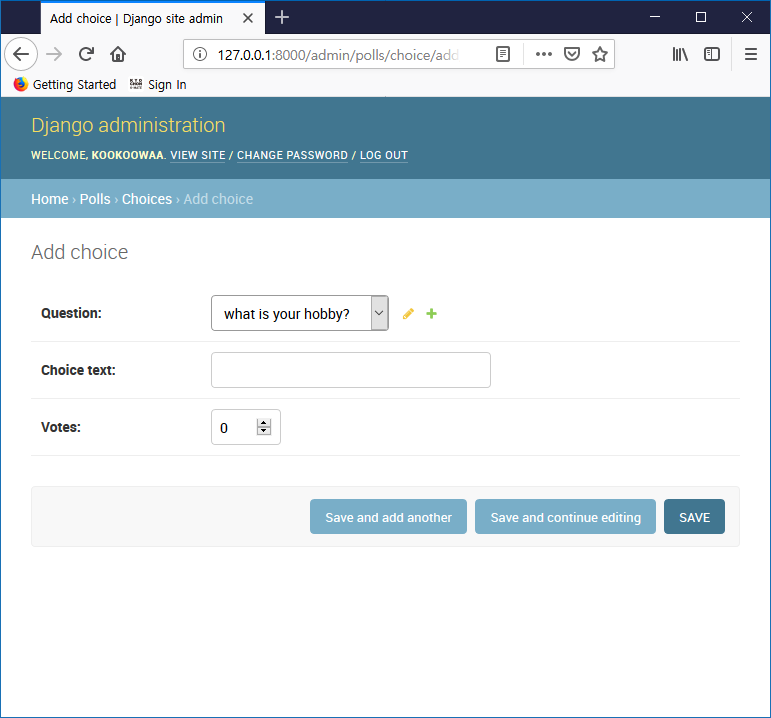 Add choice | Django site admin
127.0.0.1:8000/admin/polls/choice/add
Getting Started Sign In
Django administration
WELCOME, KOOKOOWAA. VIEW SITE / CHANGE PASSWORD / LOG OUT
Home › Polls › Choices › Add choice
Add choice
Question: what is your hobby?
Choice text:
Votes: 0
Save and add another Save and continue editing SAVE